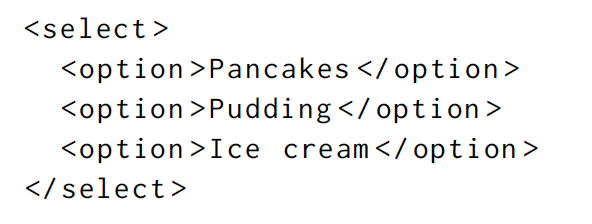 <select>
  <option>Pancakes</option>
  <option>Pudding</option>
  <option>Ice cream</option>
</select>